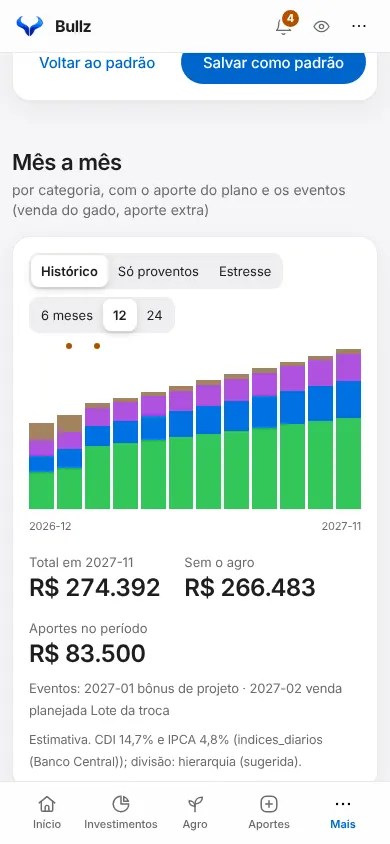 Bullz
4
Voltar ao padrão
Salvar como padrão
Mês a mês
por categoria, com o aporte do plano e os eventos
(venda do gado, aporte extra)
Histórico Só proventos Estresse
6 meses 12 24
2026-12 2027-11
Total em 2027-11 Sem o agro
R$ 274.392 R$ 266.483
Aportes no período
R$ 83.500
Eventos: 2027-01 bônus de projeto · 2027-02 venda
planejada Lote da troca
Estimativa. CDI 14,7% e IPCA 4,8% (indices_diarios
(Banco Central)); divisão: hierarquia (sugerida).
Início Investimentos Agro Aportes Mais